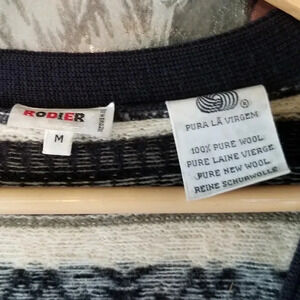 RODIER
M
®
PURA LÃ VIRGEM
100% PURE WOOL
PURE LAINE VIERGE
PURE NEW WOOL
REINE SCHURWOLLE